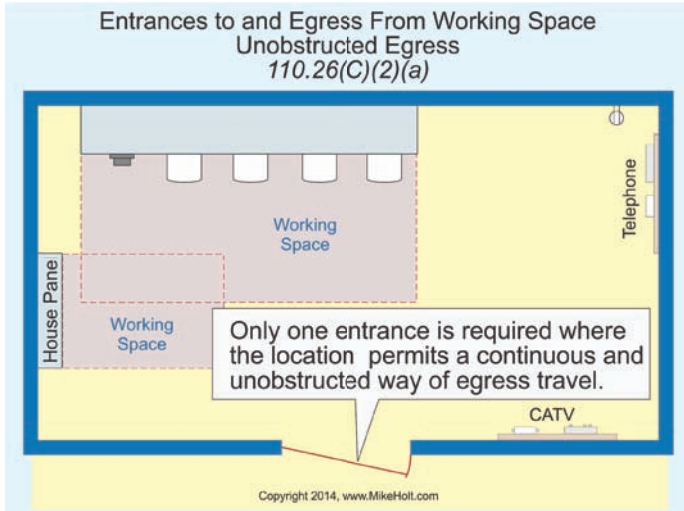 Entrances to and Egress From Working Space
Unobstructed Egress
110.26(C)(2)(a)
Telephone
Working
Space
House Pane
Working
Space
Only one entrance is required where
the location permits a continuous and
unobstructed way of egress travel.
CATV
Copyright 2014, www.MikeHolt.com